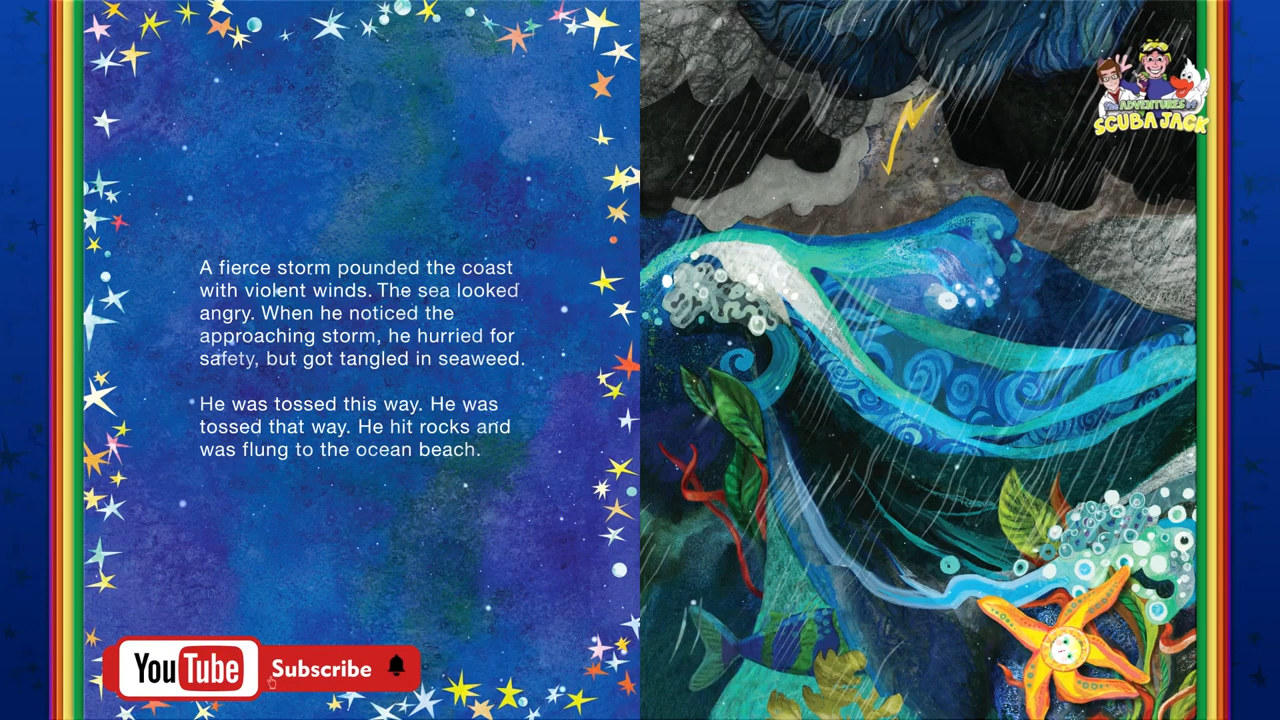 A fierce storm pounded the coast
with violent winds. The sea looked
angry. When he noticed the
approaching storm, he hurried for
safety, but got tangled in seaweed.
He was tossed this way. He was
tossed that way. He hit rocks and
was flung to the ocean beach.
The ADVENTURES of
SCUBA JACK
YouTube Subscribe